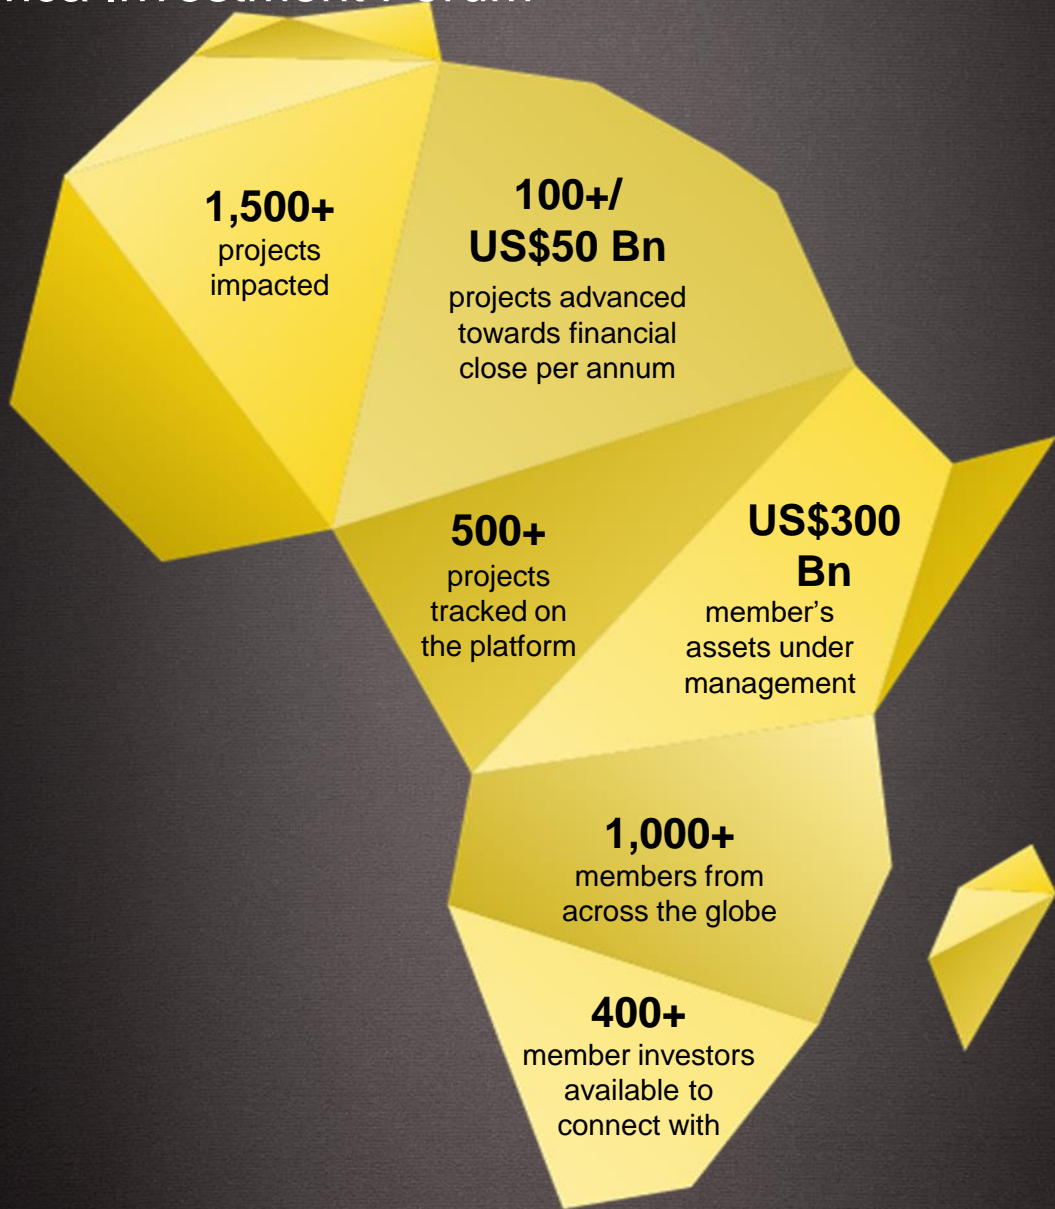 Investment Forum
1,500+
projects
impacted
100+/
US$50 Bn
projects advanced
towards financial
close per annum
500+
projects
tracked on
the platform
US$300
Bn
member’s
assets under
management
1,000+
members from
across the globe
400+
member investors
available to
connect with